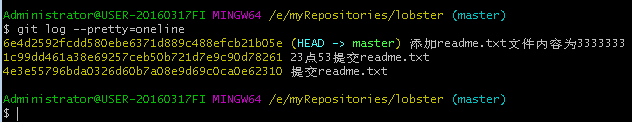 Administrator@USER-20160317FI MINGW64 /e/myRepositories/lobster (master)
$ git log --pretty=oneline
6e4d2592fcdd580ebe6371d889c488efcb21b05e (HEAD -> master) 添加readme.txt文件内容为3333333
1c99dd461a38e69257ceb50b721d7e9c90d78261 23点53提交readme.txt
4e3e55796bda0326d60b7a08e9d69c0ca0e62310 提交readme.txt
Administrator@USER-20160317FI MINGW64 /e/myRepositories/lobster (master)
$